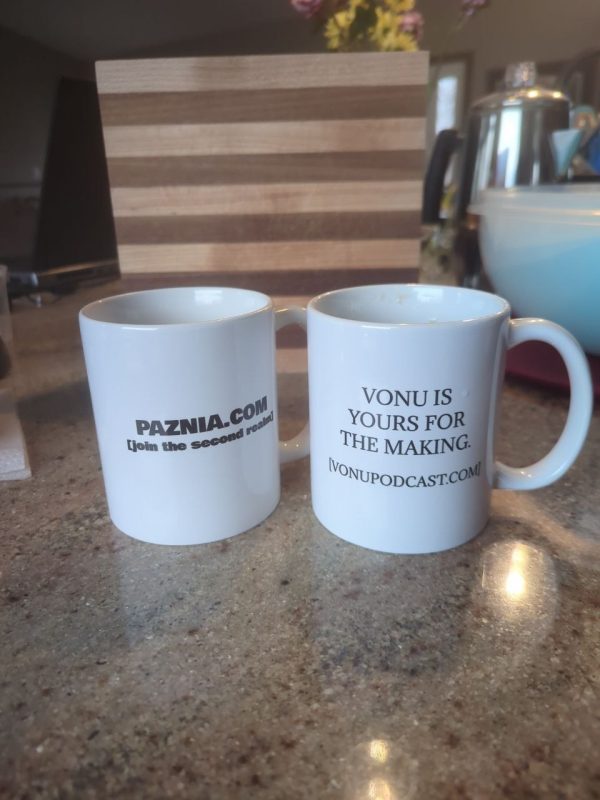 PAZNIA.COM
[join the second realm]
VONU IS
YOURS FOR
THE MAKING.
[VONUPODCAST.COM]